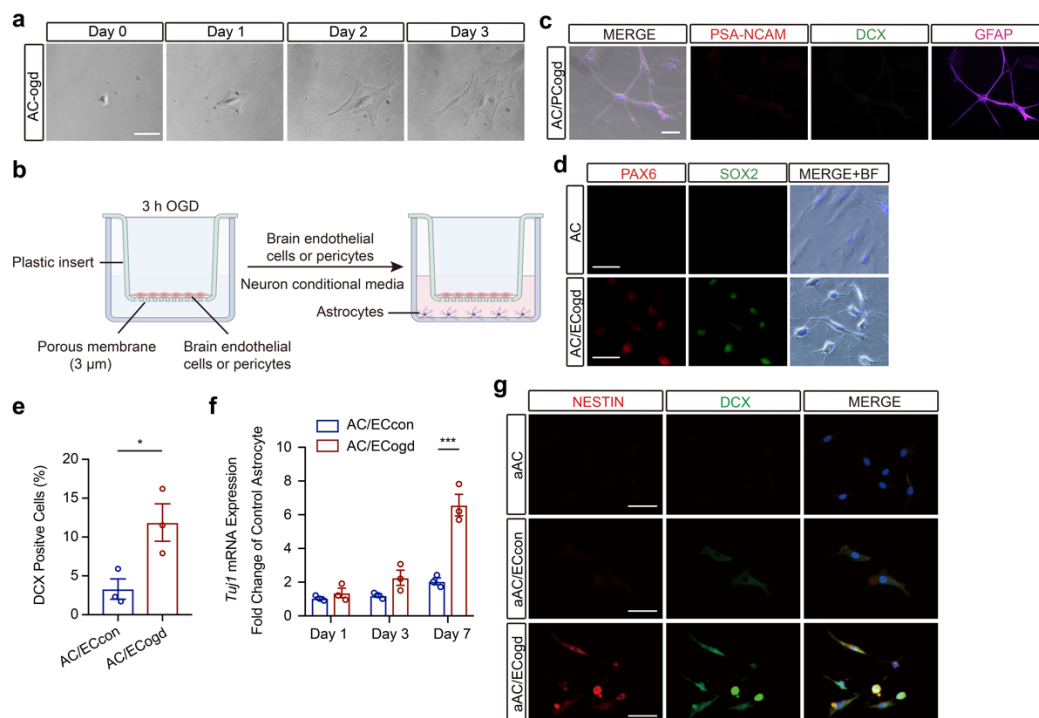 a
Day 0
Day 1
Day 2
Day 3
AC-ogd
b
3 h OGD
Plastic insert
Porous membrane
(3 μm)
Brain endothelial
cells or pericytes
Brain endothelial
cells or pericytes
Neuron conditional media
Astrocytes
c
MERGE
PSA-NCAM
DCX
GFAP
AC/PCogd
d
PAX6
SOX2
MERGE+BF
AC
AC/ECogd
e
DCX Positve Cells (%)
20
15
10
5
0
*
AC/ECcon
AC/ECogd
f
AC/ECcon
AC/ECogd
Tuj1 mRNA Expression
Fold Change of Control Astrocyte
10
8
6
4
2
0
***
Day 1
Day 3
Day 7
g
NESTIN
DCX
MERGE
aAC
aAC/ECcon
aAC/ECogd